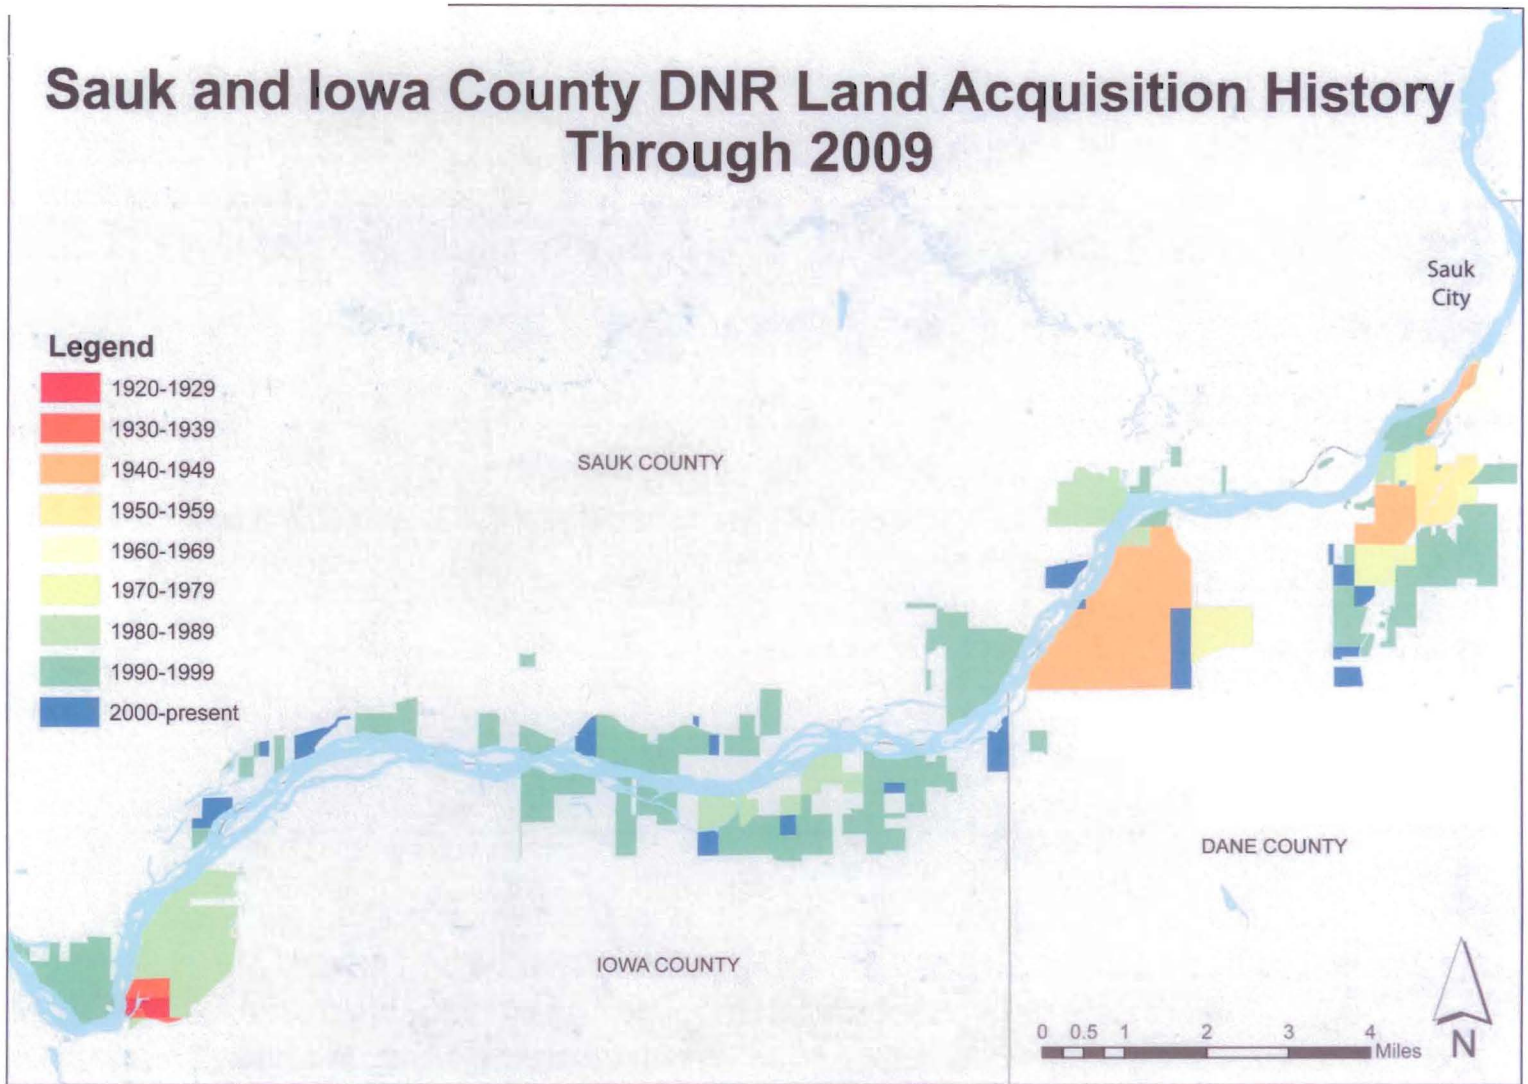 Sauk and Iowa County DNR Land Acquisition History
Through 2009
Sauk
City
Legend
1920-1929
1930-1939
1940-1949
1950-1959
1960-1969
1970-1979
1980-1989
1990-1999
2000-present
SAUK COUNTY
DANE COUNTY
IOWA COUNTY
0 0.5 1 2 3 4
Miles
N